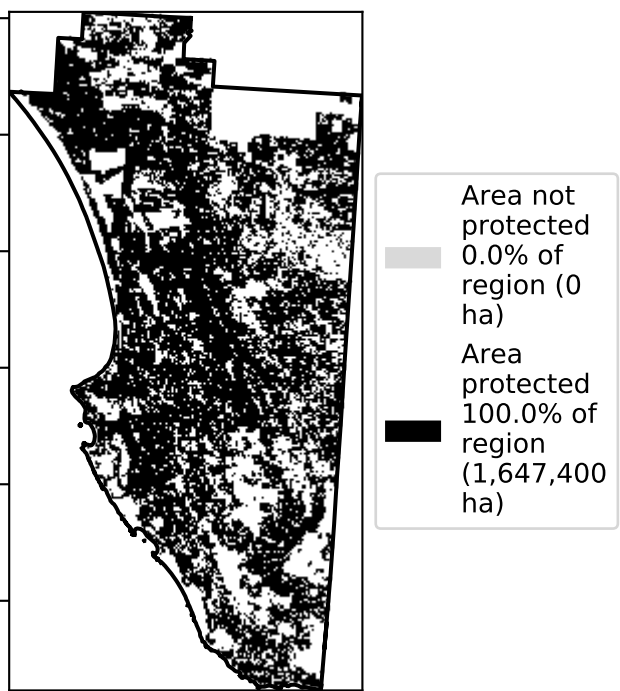 Area not
protected
0.0% of
region (0
ha)
Area
protected
100.0% of
region
(1,647,400
ha)